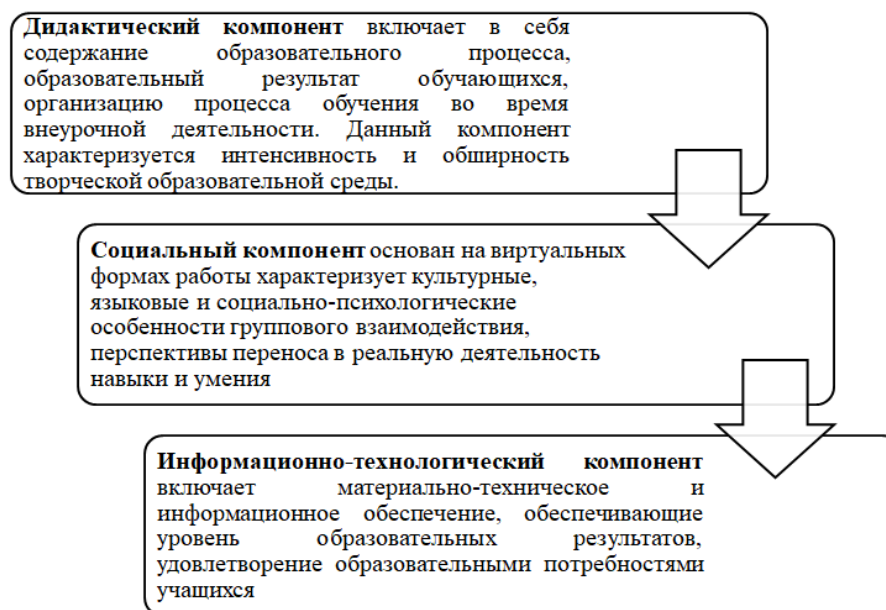 Дидактический компонент включает в себя
содержание образовательного процесса,
образовательный результат обучающихся,
организацию процесса обучения во время
внеурочной деятельности. Данный компонент
характеризуется интенсивность и обширность
творческой образовательной среды.
Социальный компонент основан на виртуальных
формах работы характеризует культурные,
языковые и социально-психологические
особенности группового взаимодействия,
перспективы переноса в реальную деятельность
навыки и умения
Информационно-технологический компонент
включает материально-техническое и
информационное обеспечение, обеспечивающие
уровень образовательных результатов,
удовлетворение образовательными потребностями
учащихся